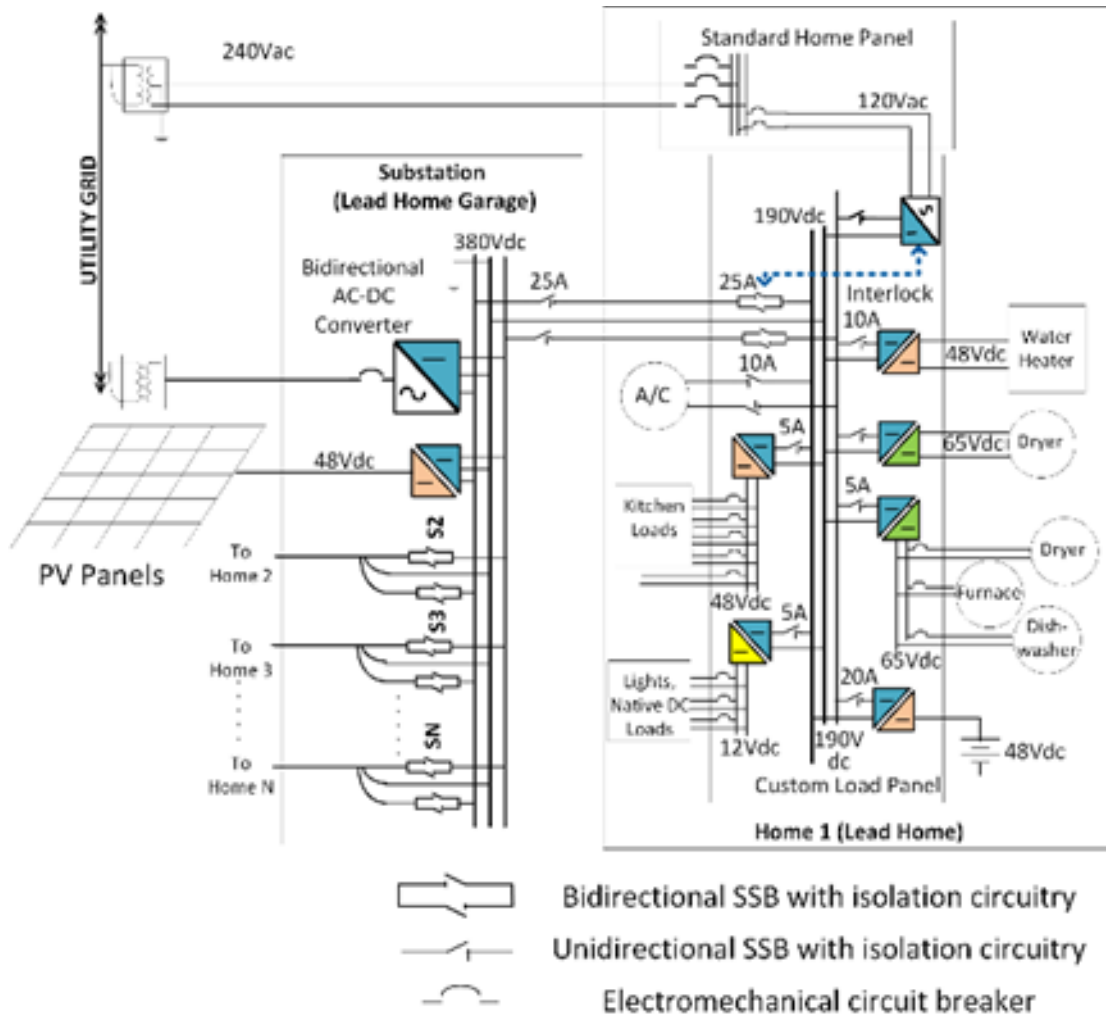 Standard Home Panel
240Vac
120Vac
UTILITY GRID
Substation
(Lead Home Garage)
380Vdc
190Vdc
Bidirectional
AC-DC
Converter
25A
25A
Interlock
10A
Water
Heater
48Vdc
10A
A/C
5A
65Vdc
Dryer
48Vdc
5A
Kitchen
Loads
Dryer
PV Panels
S2
To
Home 2
Furnace
48Vdc
5A
S3
To
Home 3
Dish-
washer
65Vdc
Lights,
Native DC
Loads
20A
SN
To
Home N
12Vdc
190V
dc
48Vdc
Custom Load Panel
Home 1 (Lead Home)
Bidirectional SSB with isolation circuitry
Unidirectional SSB with isolation circuitry
Electromechanical circuit breaker